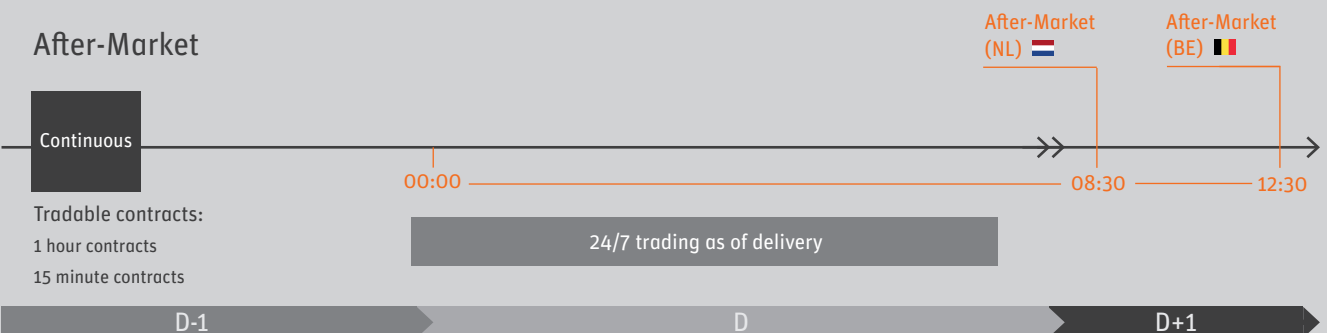 After-Market
After-Market
(NL)
After-Market
(BE)
Continuous
00:00
08:30
12:30
Tradable contracts:
1 hour contracts
15 minute contracts
24/7 trading as of delivery
D-1
D
D+1